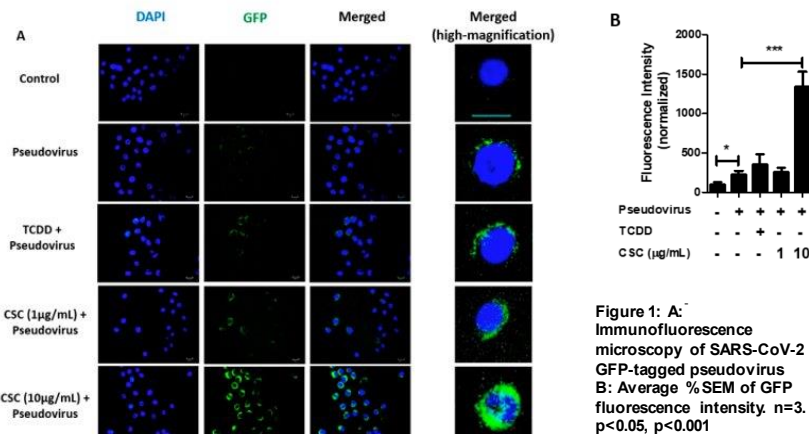 DAPI GFP Merged Merged
(high-magnification)
A
Control
Pseudovirus
TCDD +
Pseudovirus
CSC (1µg/mL) +
Pseudovirus
CSC (10µg/mL) +
Pseudovirus
B
Fluorescence Intensity
(normalized)
2000
1500
1000
500
0
*
***
Pseudovirus - + + + +
TCDD - - + - -
CSC (µg/mL) - - - 1 10
Figure 1: A:-
Immunofluorescence
microscopy of SARS-CoV-2
GFP-tagged pseudovirus
B: Average %SEM of GFP
fluorescence intensity. n=3.
p<0.05, p<0.001